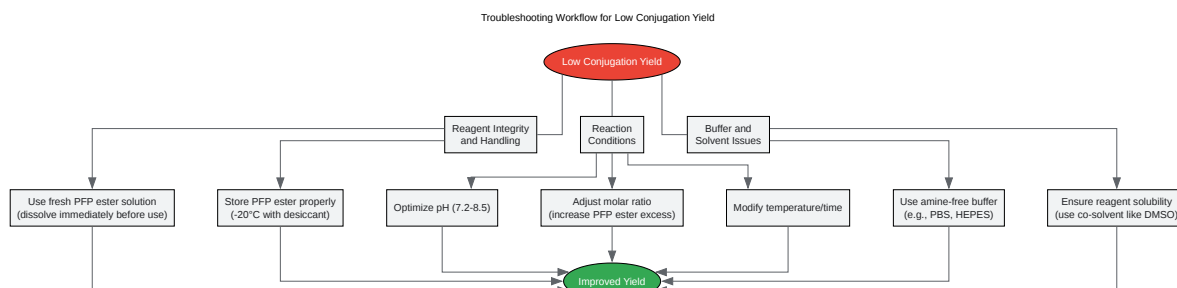 Troubleshooting Workflow for Low Conjugation Yield
Low Conjugation Yield
Reagent Integrity
and Handling
Reaction
Conditions
Buffer and
Solvent Issues
Use fresh PFP ester solution
(dissolve immediately before use)
Store PFP ester properly
(-20°C with desiccant)
Optimize pH (7.2-8.5)
Adjust molar ratio
(increase PFP ester excess)
Modify temperature/time
Use amine-free buffer
(e.g., PBS, HEPES)
Ensure reagent solubility
(use co-solvent like DMSO)
Improved Yield